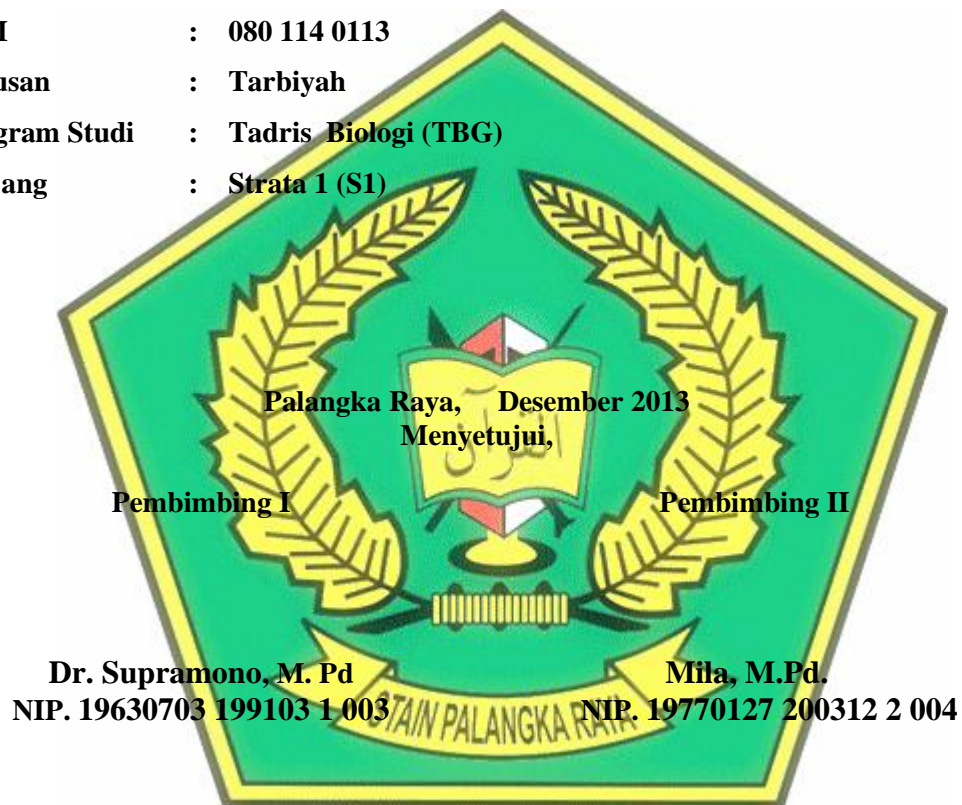 I : 080 114 0113
usan : Tarbiyah
gram Studi : Tadris Biologi (TBG)
ang : Strata 1 (S1)
Palangka Raya, Desember 2013
Menyetujui,
القرآن
Pembimbing I Pembimbing II
Dr. Supramono, M. Pd Mila, M.Pd.
NIP. 19630703 199103 1 003 NIP. 19770127 200312 2 004
STAIN PALANGKA RAYA